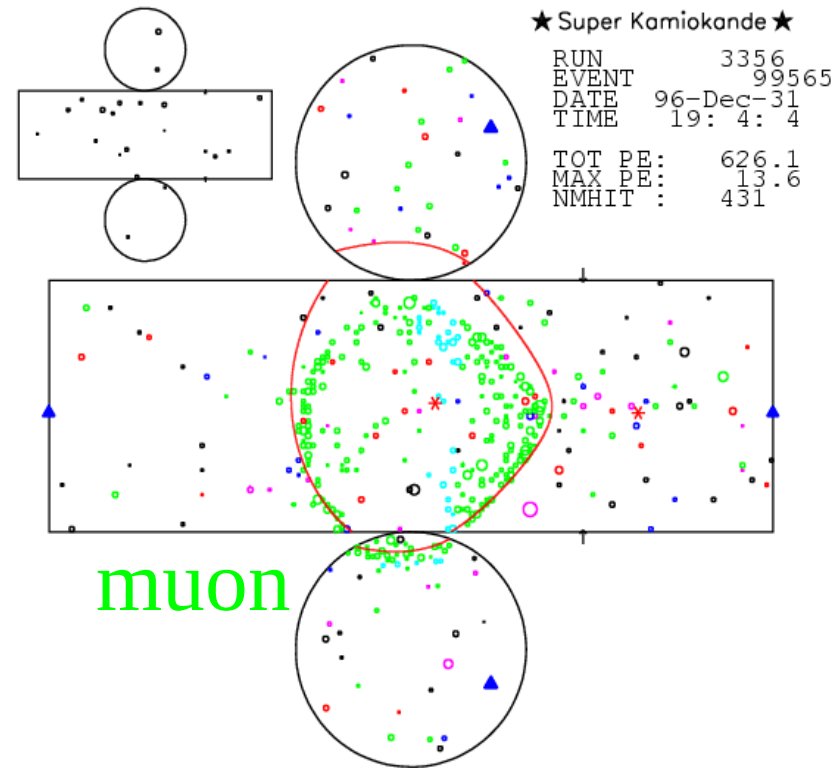 ★ Super Kamiokande ★
RUN 3356
EVENT 99565
DATE 96-Dec-31
TIME 19: 4: 4
TOT PE: 626.1
MAX PE: 13.6
NMHIT : 431
muon